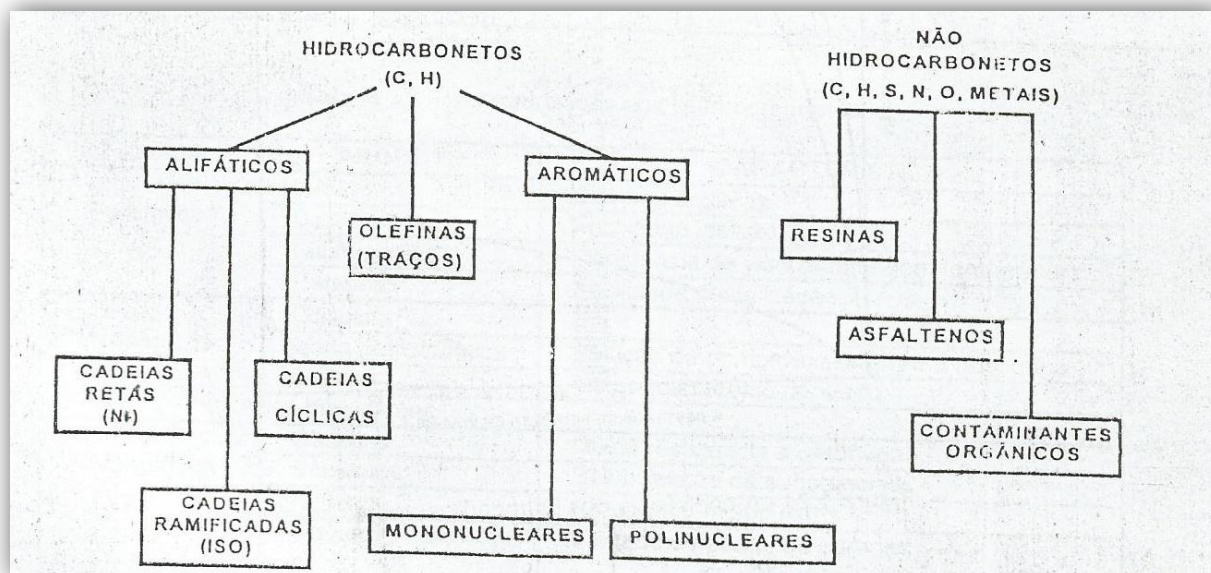 HIDROCARBONETOS
(C, H)
NÃO
HIDROCARBONETOS
(C, H, S, N, O, METAIS)
ALIFÁTICOS
AROMÁTICOS
OLEFINAS
(TRAÇOS)
RESINAS
ASFALTENOS
CADEIAS
RETAS
CADEIAS
CÍCLICAS
CONTAMINANTES
ORGÂNICOS
CADEIAS
RAMIFICADAS
(ISO)
MONONUCLEARES
POLINUCLEARES